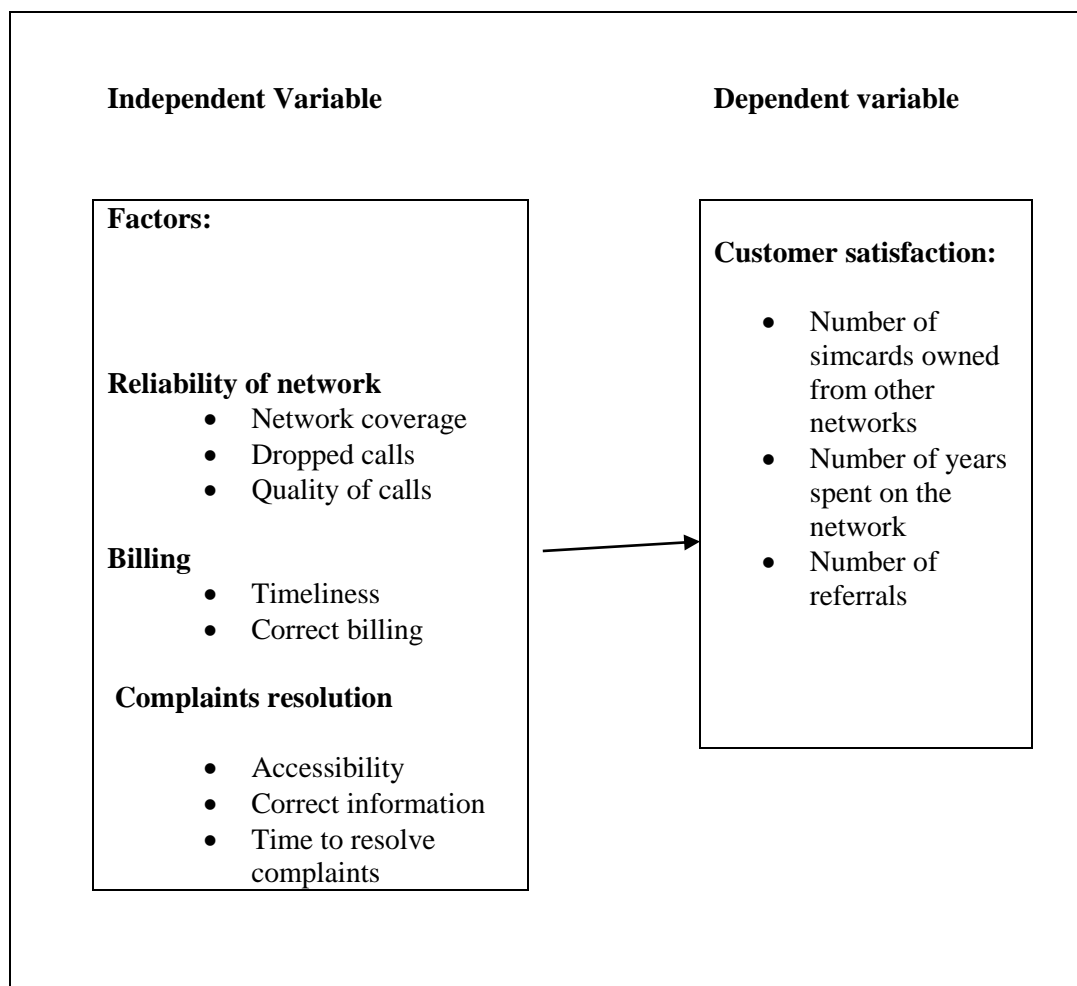 Independent Variable
Dependent variable
Factors:
Reliability of network
• Network coverage
• Dropped calls
• Quality of calls
Billing
• Timeliness
• Correct billing
Complaints resolution
• Accessibility
• Correct information
• Time to resolve
complaints
Customer satisfaction:
• Number of
simcards owned
from other
networks
• Number of years
spent on the
network
• Number of
referrals